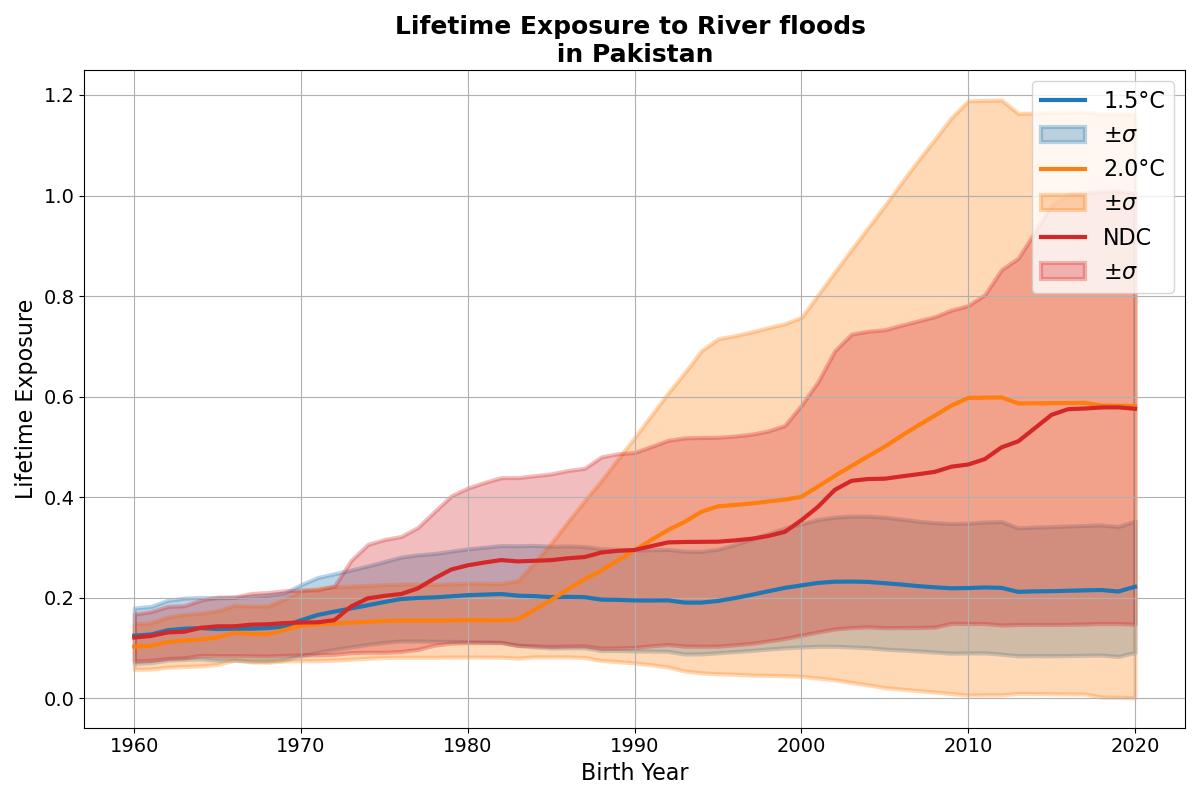 Lifetime Exposure to River floods
in Pakistan
1.5°C
±σ
2.0°C
±σ
NDC
±σ
Lifetime Exposure
1.2
1.0
0.8
0.6
0.4
0.2
0.0
1960 1970 1980 1990 2000 2010 2020
Birth Year